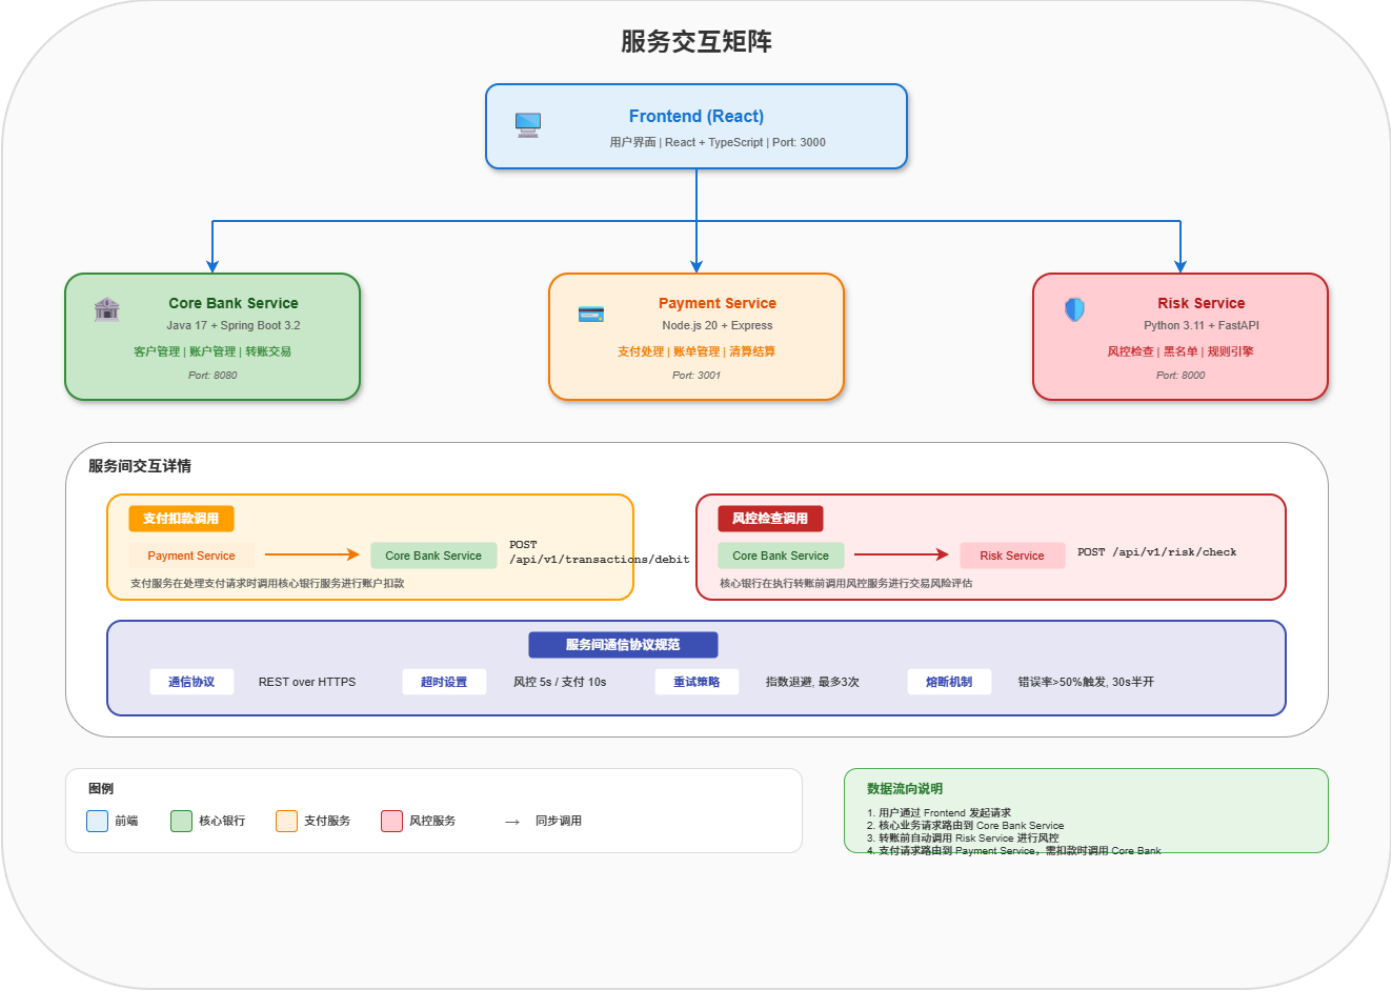 服务交互矩阵
Frontend (React)
用户界面 | React + TypeScript | Port: 3000
Core Bank Service
Java 17 + Spring Boot 3.2
客户管理 | 账户管理 | 转账交易
Port: 8080
Payment Service
Node.js 20 + Express
支付处理 | 账单管理 | 清算结算
Port: 3001
Risk Service
Python 3.11 + FastAPI
风控检查 | 黑名单 | 规则引擎
Port: 8000
服务间交互详情
支付扣款调用
Payment Service
Core Bank Service
POST
/api/v1/transactions/debit
支付服务在处理支付请求时调用核心银行服务进行账户扣款
风控检查调用
Core Bank Service
Risk Service
POST /api/v1/risk/check
核心银行在执行转账前调用风控服务进行交易风险评估
服务间通信协议规范
通信协议
REST over HTTPS
超时设置
风控 5s / 支付 10s
重试策略
指数退避, 最多3次
熔断机制
错误率>50%触发, 30s半开
图例
前端
核心银行
支付服务
风控服务
→
同步调用
数据流向说明
1. 用户通过 Frontend 发起请求
2. 核心业务请求路由到 Core Bank Service
3. 转账前自动调用 Risk Service 进行风控
4. 支付请求路由到 Payment Service，需扣款时调用 Core Bank